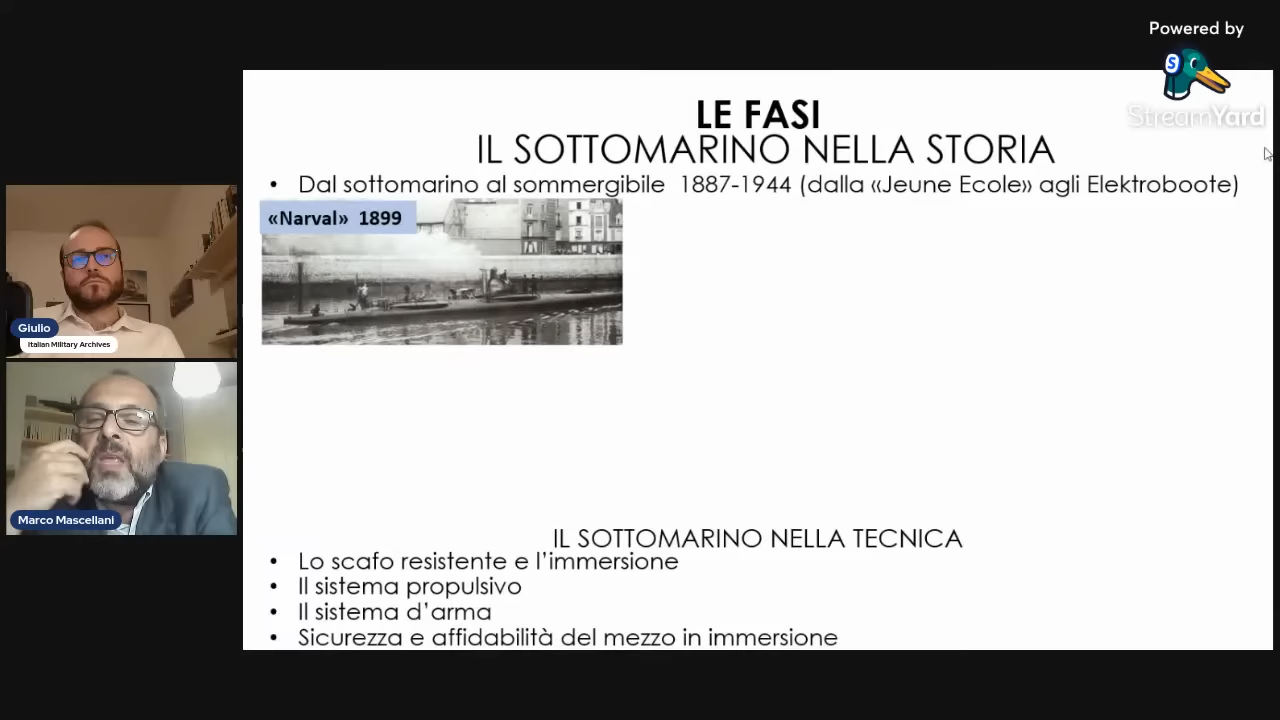 Powered by
StreamYard
LE FASI
IL SOTTOMARINO NELLA STORIA
• Dal sottomarino al sommergibile 1887-1944 (dalla «Jeune Ecole» agli Elektroboote)
«Narval» 1899
Giulio
Italian Military Archives
Marco Mascellani
IL SOTTOMARINO NELLA TECNICA
• Lo scafo resistente e l’immersione
• Il sistema propulsivo
• Il sistema d’arma
• Sicurezza e affidabilità del mezzo in immersione